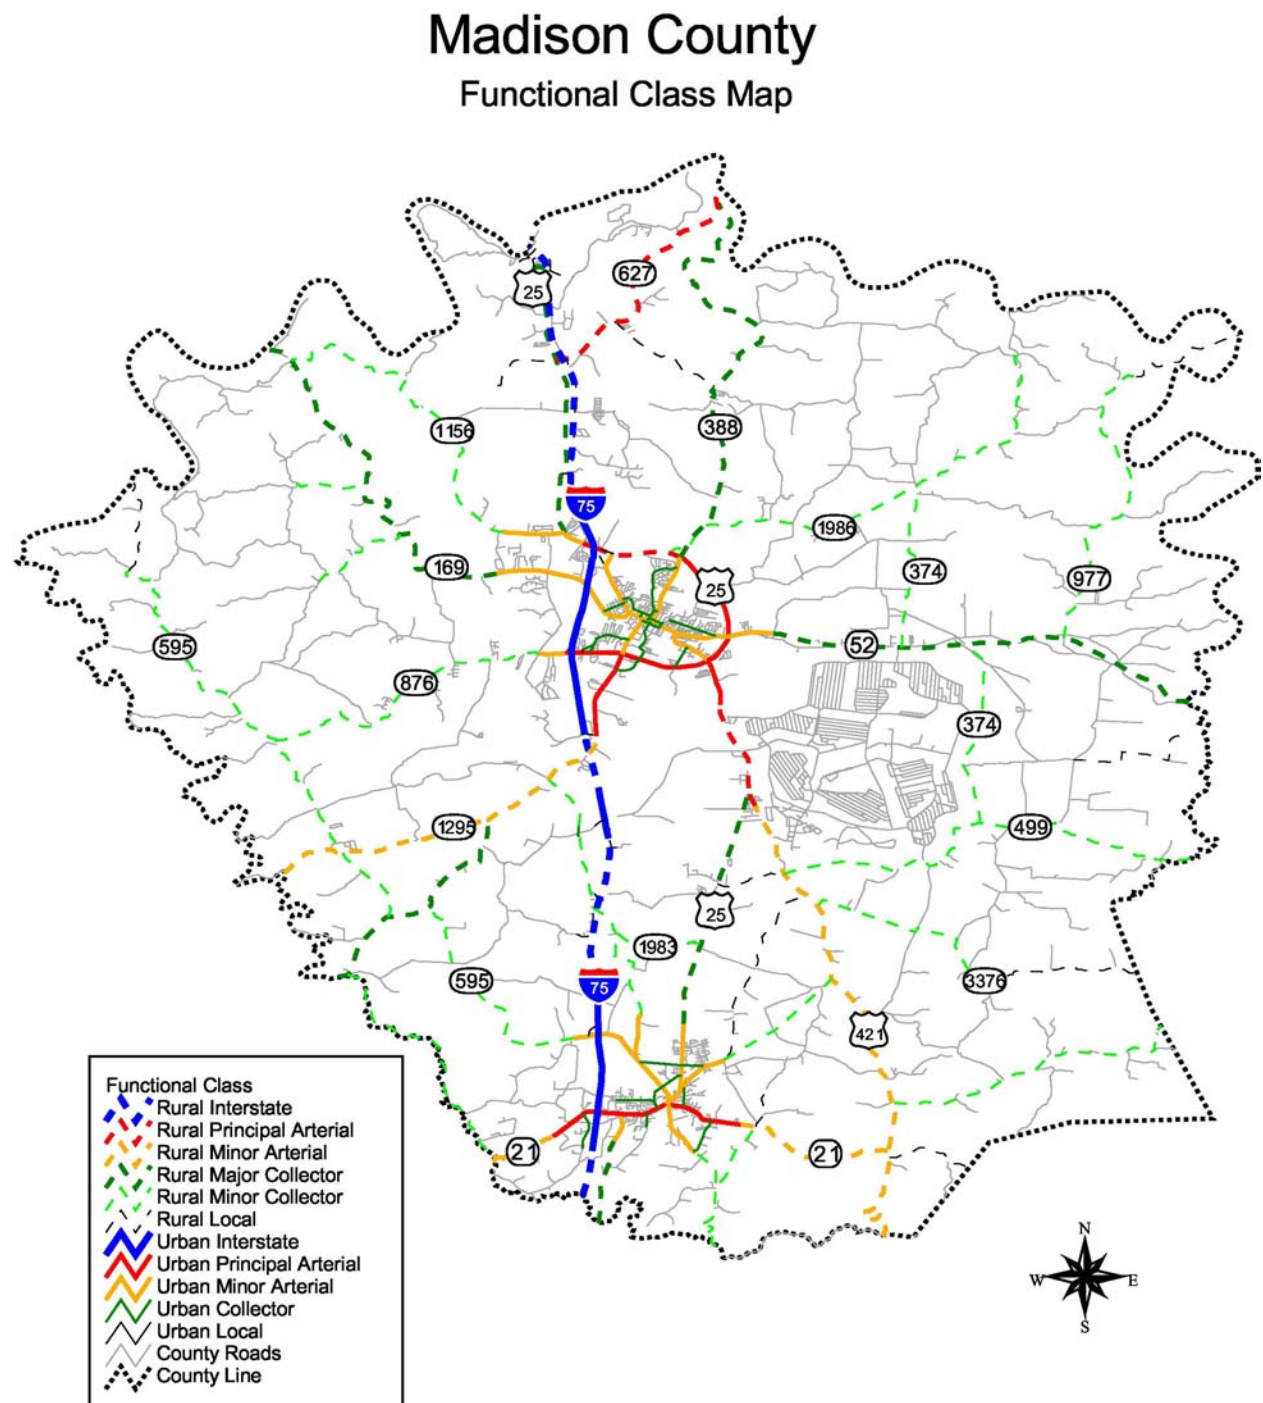 Madison County
Functional Class Map
627
25
388
1156
75
1986
169
25
374
977
595
52
876
374
1295
499
25
1983
595
75
3376
421
21
21
Functional Class
Rural Interstate
Rural Principal Arterial
Rural Minor Arterial
Rural Major Collector
Rural Minor Collector
Rural Local
Urban Interstate
Urban Principal Arterial
Urban Minor Arterial
Urban Collector
Urban Local
County Roads
County Line
N
W E
S